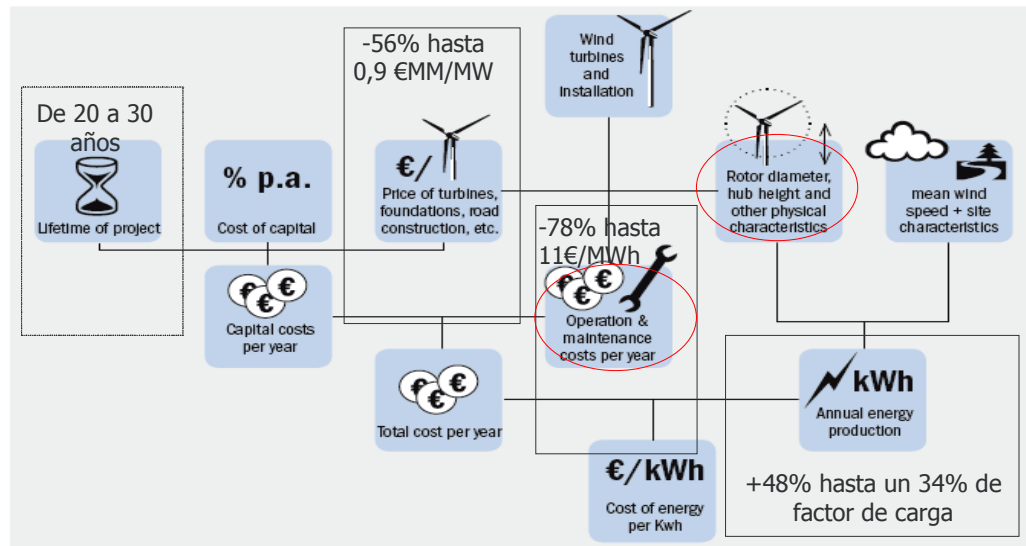 -56% hasta
0,9 €MM/MW
Wind
turbines
and
Installation
De 20 a 30
años
Lifetime of project
% p.a.
Cost of capital
€/
Price of turbines,
foundations, road
construction, etc.
Rotor diameter,
hub height and
other physical
characteristics
mean wind
speed + site
characteristics
-78% hasta
11€/MWh
€ € €
Capital costs
per year
€ € €
Operation &
maintenance
costs per year
€ € €
Total cost per year
kWh
Annual energy
production
€/kWh
Cost of energy
per Kwh
+48% hasta un 34% de
factor de carga